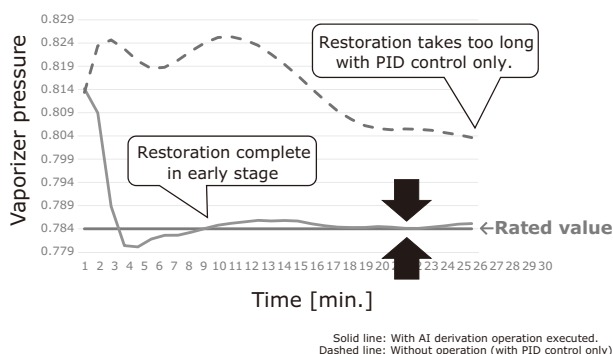 0.829
0.824
0.819
0.814
0.809
0.804
0.799
0.794
0.789
0.784
0.779
Vaporizer pressure
Restoration takes too long
with PID control only.
Restoration complete
in early stage
←Rated value
1 2 3 4 5 6 7 8 9 10 11 12 13 14 15 16 17 18 19 20 21 22 23 24 25 26 27 28 29 30
Time [min.]
Solid line: With AI derivation operation executed.
Dashed line: Without operation (with PID control only)